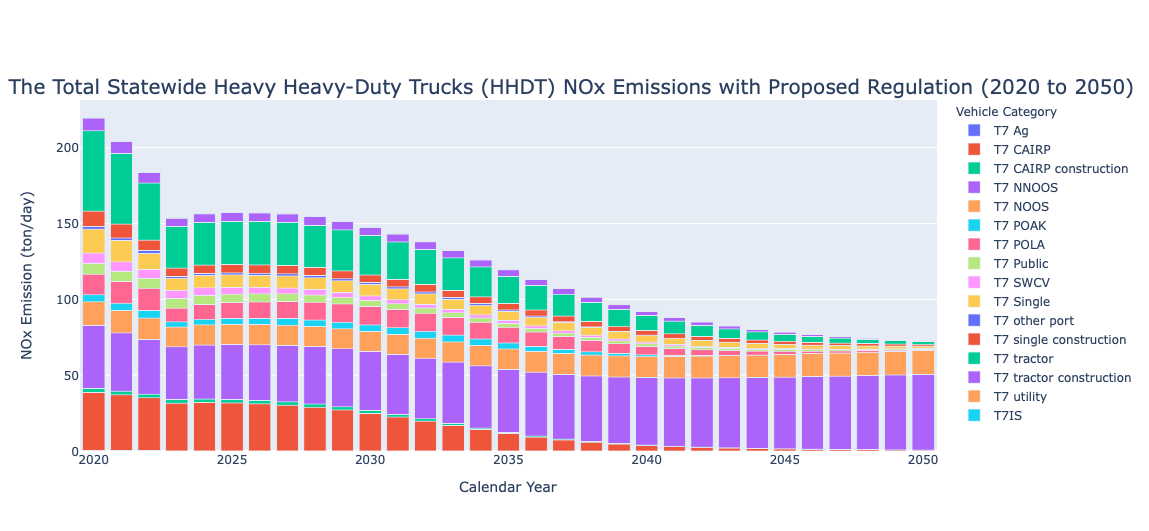 The Total Statewide Heavy Heavy-Duty Trucks (HHDT) NOx Emissions with Proposed Regulation (2020 to 2050)
Vehicle Category
T7 Ag
T7 CAIRP
T7 CAIRP construction
T7 NNOOS
T7 NOOS
T7 POAK
T7 POLA
T7 Public
T7 SWCV
T7 Single
T7 other port
T7 single construction
T7 tractor
T7 tractor construction
T7 utility
T7IS
NOx Emission (ton/day)
200
150
100
50
0
2020 2025 2030 2035 2040 2045 2050
Calendar Year